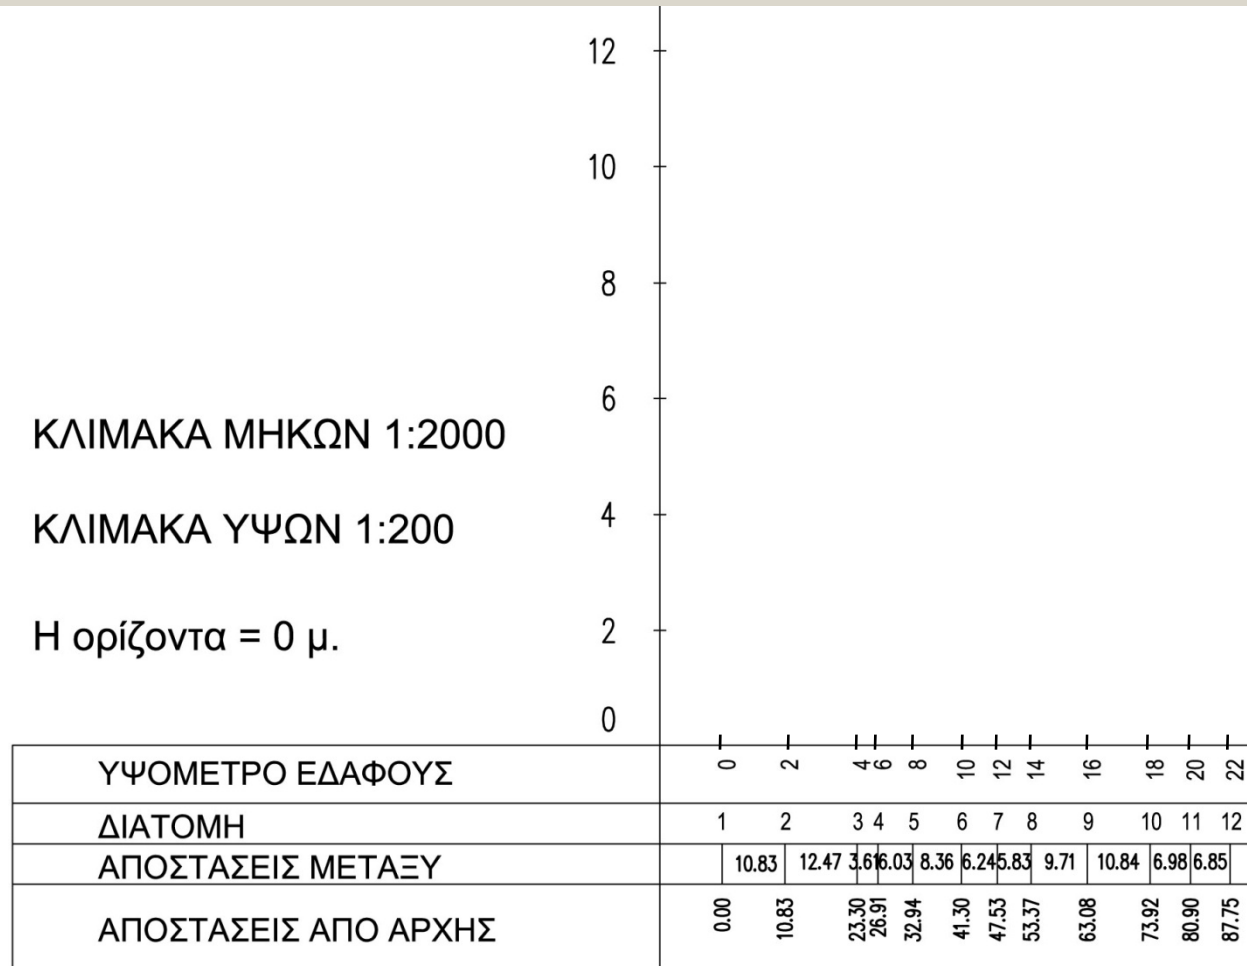 12
10
8
6
ΚΛΙΜΑΚΑ ΜΗΚΩΝ 1:2000
4
ΚΛΙΜΑΚΑ ΥΨΩΝ 1:200
Η ορίζοντα = 0 μ.
2
0
ΥΨΟΜΕΤΡΟ ΕΔΑΦΟΥΣ 0 2 4 6 8 10 12 14 16 18 20 22
ΔΙΑΤΟΜΗ 1 2 3 4 5 6 7 8 9 10 11 12
ΑΠΟΣΤΑΣΕΙΣ ΜΕΤΑΞΥ 10.83 12.47 3.61 6.03 8.36 6.24 5.83 9.71 10.84 6.98 6.85
ΑΠΟΣΤΑΣΕΙΣ ΑΠΟ ΑΡΧΗΣ 0.00 10.83 23.30 26.91 32.94 41.30 47.53 53.37 63.08 73.92 80.90 87.75